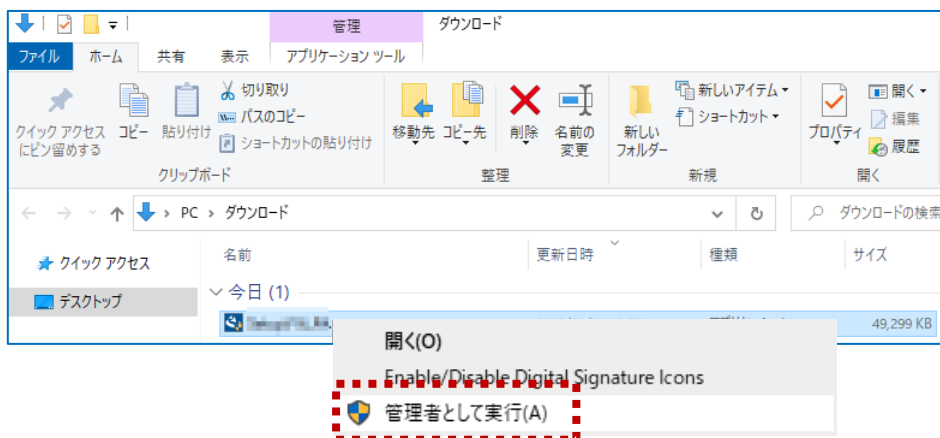 管理 ダウンロード
ファイル ホーム 共有 表示 アプリケーション ツール
クイック アクセス
にピン留めする
コピー
貼り付け
切り取り
パスのコピー
ショートカットの貼り付け
クリップボード
移動先
コピー先
削除
名前の
変更
整理
新しい
フォルダー
新しいアイテム
ショートカット
新規
プロパティ
開く
編集
履歴
開く
PC › ダウンロード
ダウンロードの検索
クイック アクセス
デスクトップ
名前 更新日時 種類 サイズ
今日 (1)
49,299 KB
開く(O)
Enable/Disable Digital Signature Icons
管理者として実行(A)